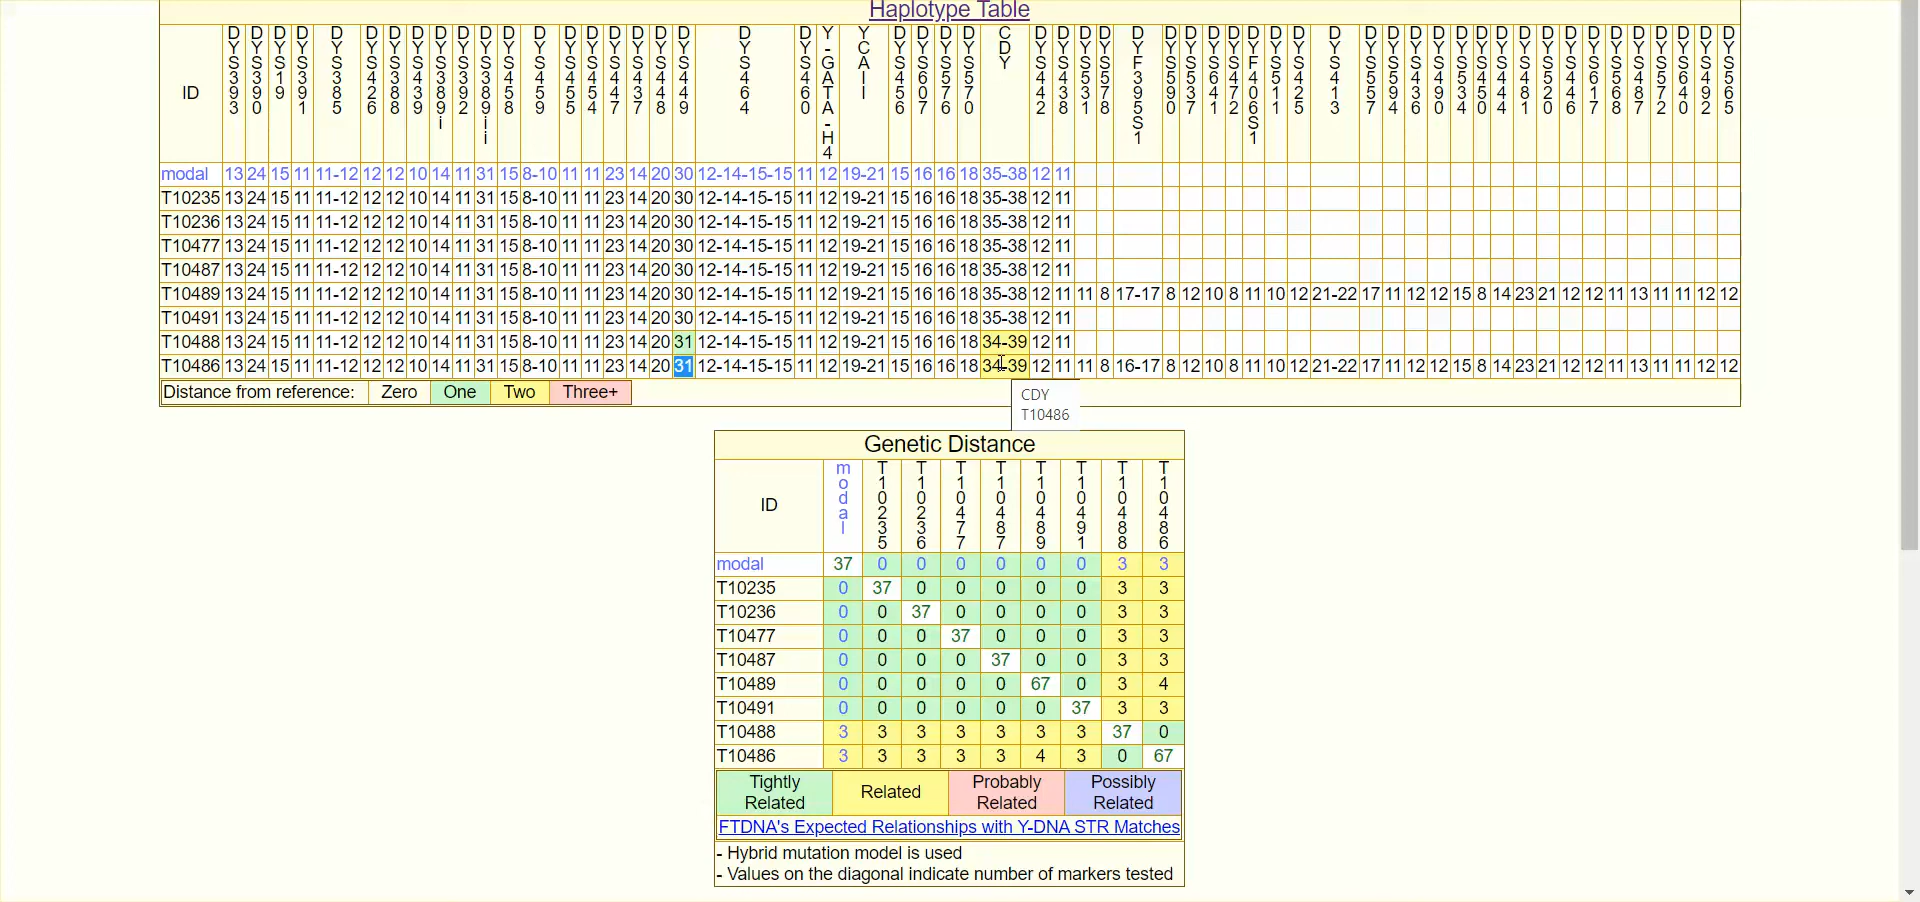 Haplotype Table
ID DYS393 DYS390 DYS19 DYS391 DYS385 DYS426 DYS388 DYS439 DYS389i DYS392 DYS389ii DYS458 DYS459 DYS455 DYS454 DYS447 DYS437 DYS448 DYS449 DYS464 DYS460 Y-GATA-H4 YCAII DYS456 DYS607 DYS576 DYS570 CDY DYS442 DYS438 DYS531 DYS578 DYF395S1 DYS590 DYS537 DYS641 DYS472 DYF406S1 DYS511 DYS425 DYS413 DYS557 DYS594 DYS436 DYS490 DYS534 DYS450 DYS444 DYS481 DYS520 DYS446 DYS617 DYS568 DYS487 DYS572 DYS640 DYS492 DYS565
modal 13 24 15 11 11-12 12 12 10 14 11 31 15 8-10 11 11 23 14 20 30 12-14-15-15 11 12 19-21 15 16 16 18 35-38 12 11
T10235 13 24 15 11 11-12 12 12 10 14 11 31 15 8-10 11 11 23 14 20 30 12-14-15-15 11 12 19-21 15 16 16 18 35-38 12 11
T10236 13 24 15 11 11-12 12 12 10 14 11 31 15 8-10 11 11 23 14 20 30 12-14-15-15 11 12 19-21 15 16 16 18 35-38 12 11
T10477 13 24 15 11 11-12 12 12 10 14 11 31 15 8-10 11 11 23 14 20 30 12-14-15-15 11 12 19-21 15 16 16 18 35-38 12 11
T10487 13 24 15 11 11-12 12 12 10 14 11 31 15 8-10 11 11 23 14 20 30 12-14-15-15 11 12 19-21 15 16 16 18 35-38 12 11
T10489 13 24 15 11 11-12 12 12 10 14 11 31 15 8-10 11 11 23 14 20 30 12-14-15-15 11 12 19-21 15 16 16 18 35-38 12 11 11 8 17-17 8 12 10 8 11 10 12 21-22 17 11 12 12 15 8 14 23 21 12 12 11 13 11 11 12 12
T10491 13 24 15 11 11-12 12 12 10 14 11 31 15 8-10 11 11 23 14 20 30 12-14-15-15 11 12 19-21 15 16 16 18 35-38 12 11
T10488 13 24 15 11 11-12 12 12 10 14 11 31 15 8-10 11 11 23 14 20 31 12-14-15-15 11 12 19-21 15 16 16 18 34-39 12 11
T10486 13 24 15 11 11-12 12 12 10 14 11 31 15 8-10 11 11 23 14 20 31 12-14-15-15 11 12 19-21 15 16 16 18 34-39 12 11 11 8 16-17 8 12 10 8 11 10 12 21-22 17 11 12 12 15 8 14 23 21 12 12 11 13 11 11 12 12
Distance from reference: Zero One Two Three+
CDY
T10486
Genetic Distance
ID modal T10235 T10236 T10477 T10487 T10489 T10491 T10488 T10486
modal 37 0 0 0 0 0 0 3 3
T10235 0 37 0 0 0 0 0 3 3
T10236 0 0 37 0 0 0 0 3 3
T10477 0 0 0 37 0 0 0 3 3
T10487 0 0 0 0 37 0 0 3 3
T10489 0 0 0 0 0 67 0 3 4
T10491 0 0 0 0 0 0 37 3 3
T10488 3 3 3 3 3 3 3 37 0
T10486 3 3 3 3 3 4 3 0 67
Tightly Related Related Probably Related Possibly Related
FTDNA's Expected Relationships with Y-DNA STR Matches
- Hybrid mutation model is used
- Values on the diagonal indicate number of markers tested